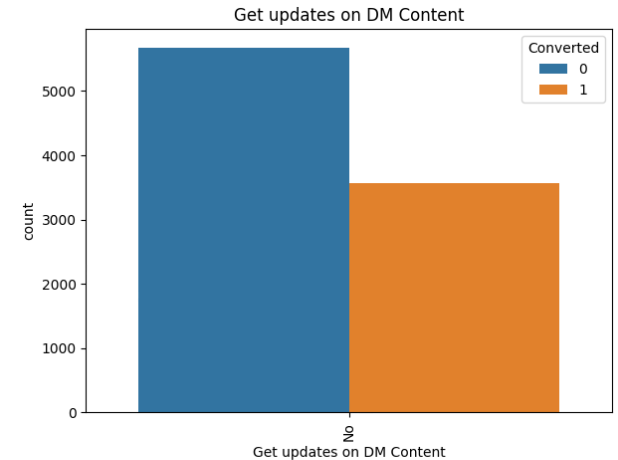 Get updates on DM Content
Converted
0
1
5000
4000
3000
2000
1000
0
count
No
Get updates on DM Content